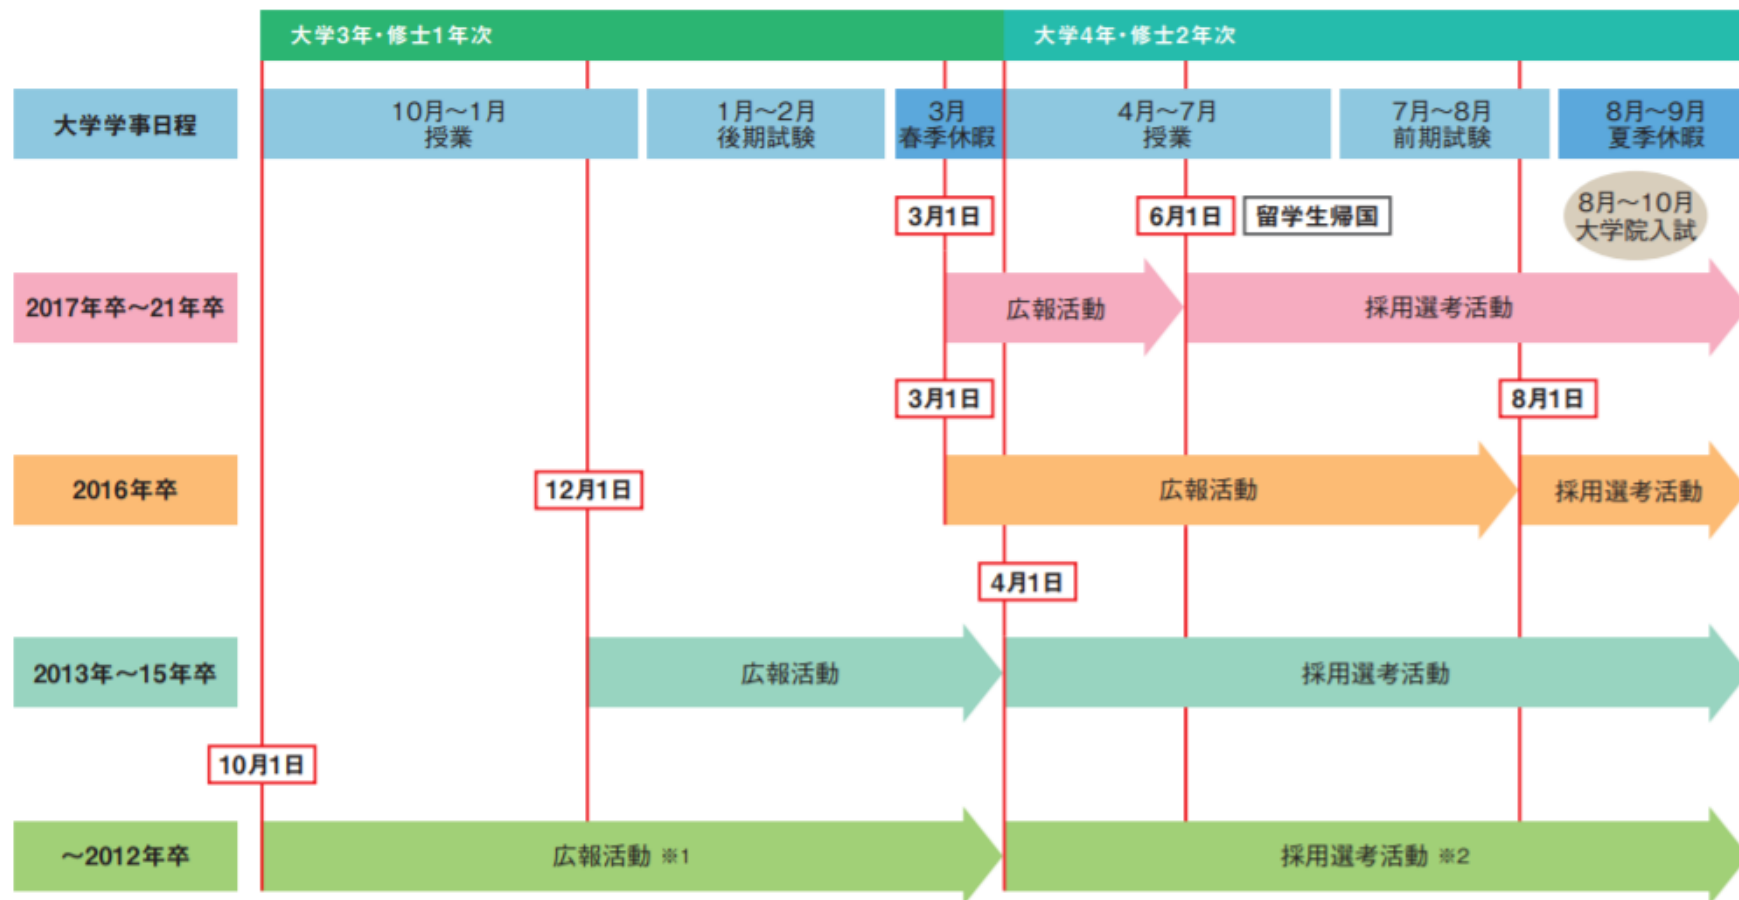 大学3年・修士1年次
大学4年・修士2年次
大学学事日程
10月～1月
授業
1月～2月
後期試験
3月
春季休暇
4月～7月
授業
7月～8月
前期試験
8月～9月
夏季休暇
3月1日
6月1日
留学生帰国
8月～10月
大学院入試
2017年卒～21年卒
広報活動
採用選考活動
3月1日
8月1日
2016年卒
12月1日
広報活動
採用選考活動
4月1日
2013年～15年卒
広報活動
採用選考活動
10月1日
～2012年卒
広報活動 ※1
採用選考活動 ※2